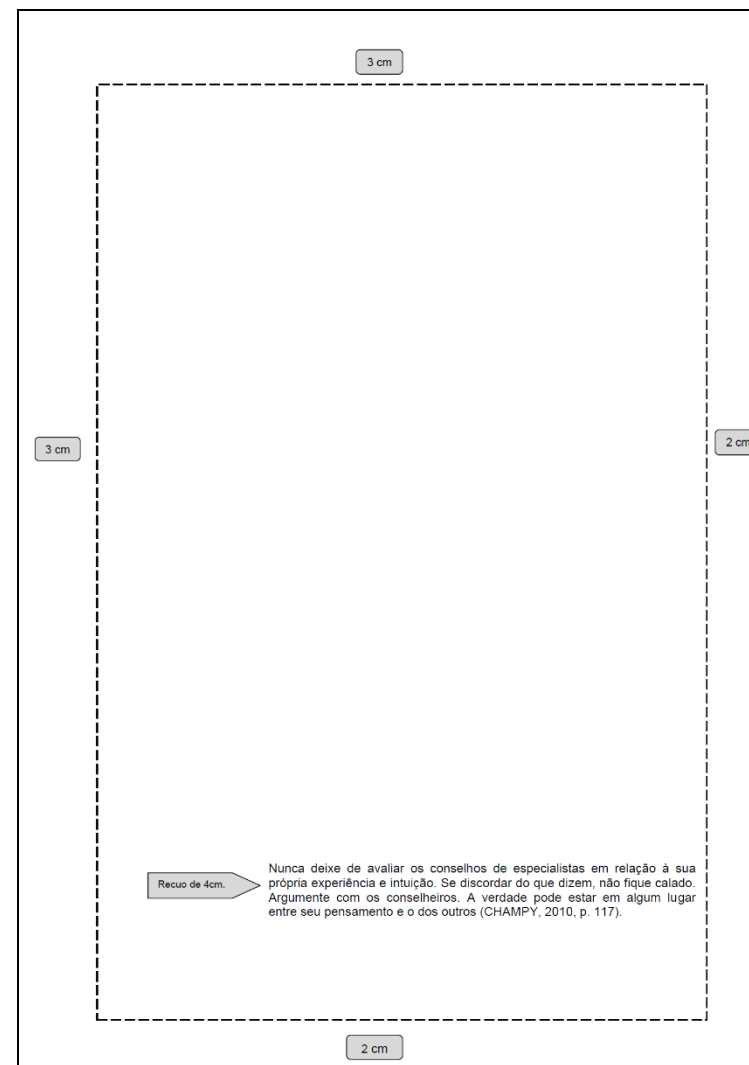 3 cm
3 cm
2 cm
Recuo de 4cm.
Nunca deixe de avaliar os conselhos de especialistas em relação à sua
própria experiência e intuição. Se discordar do que dizem, não fique calado.
Argumente com os conselheiros. A verdade pode estar em algum lugar
entre seu pensamento e o dos outros (CHAMPY, 2010, p. 117).
2 cm